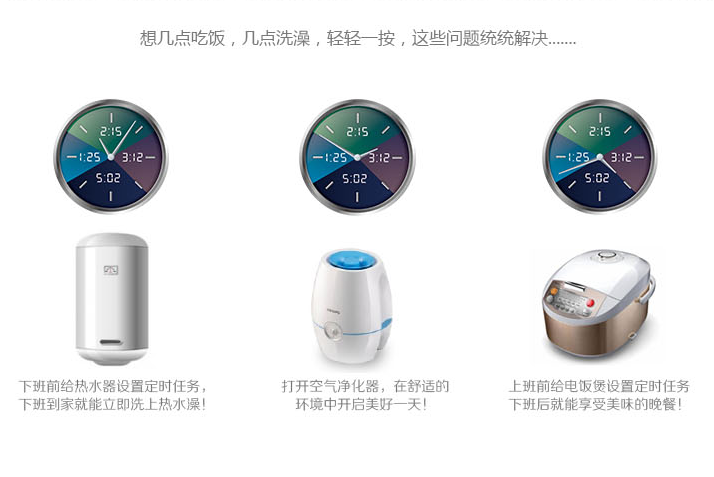 想几点吃饭，几点洗澡，轻轻一按，这些问题统统解决.......
2:15
1:25
3:12
5:02
2:15
1:25
3:12
5:02
2:15
1:25
3:12
5:02
下班前给热水器设置定时任务，
下班到家就能立即洗上热水澡！
打开空气净化器，在舒适的
环境中开启美好一天！
上班前给电饭煲设置定时任务
下班后就能享受美味的晚餐！